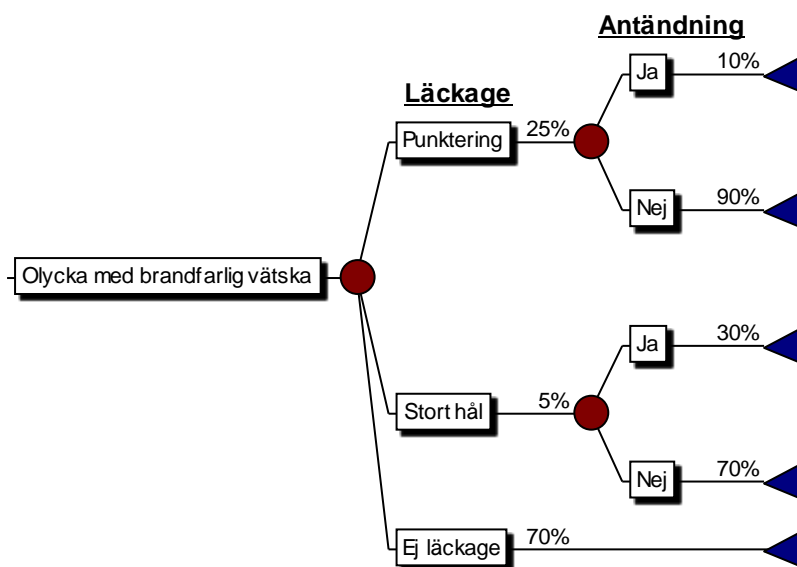 Antändning
Ja 10%
Läckage
Punktering 25%
Nej 90%
Olycka med brandfarlig vätska
Ja 30%
Stort hål 5%
Nej 70%
Ej läckage 70%